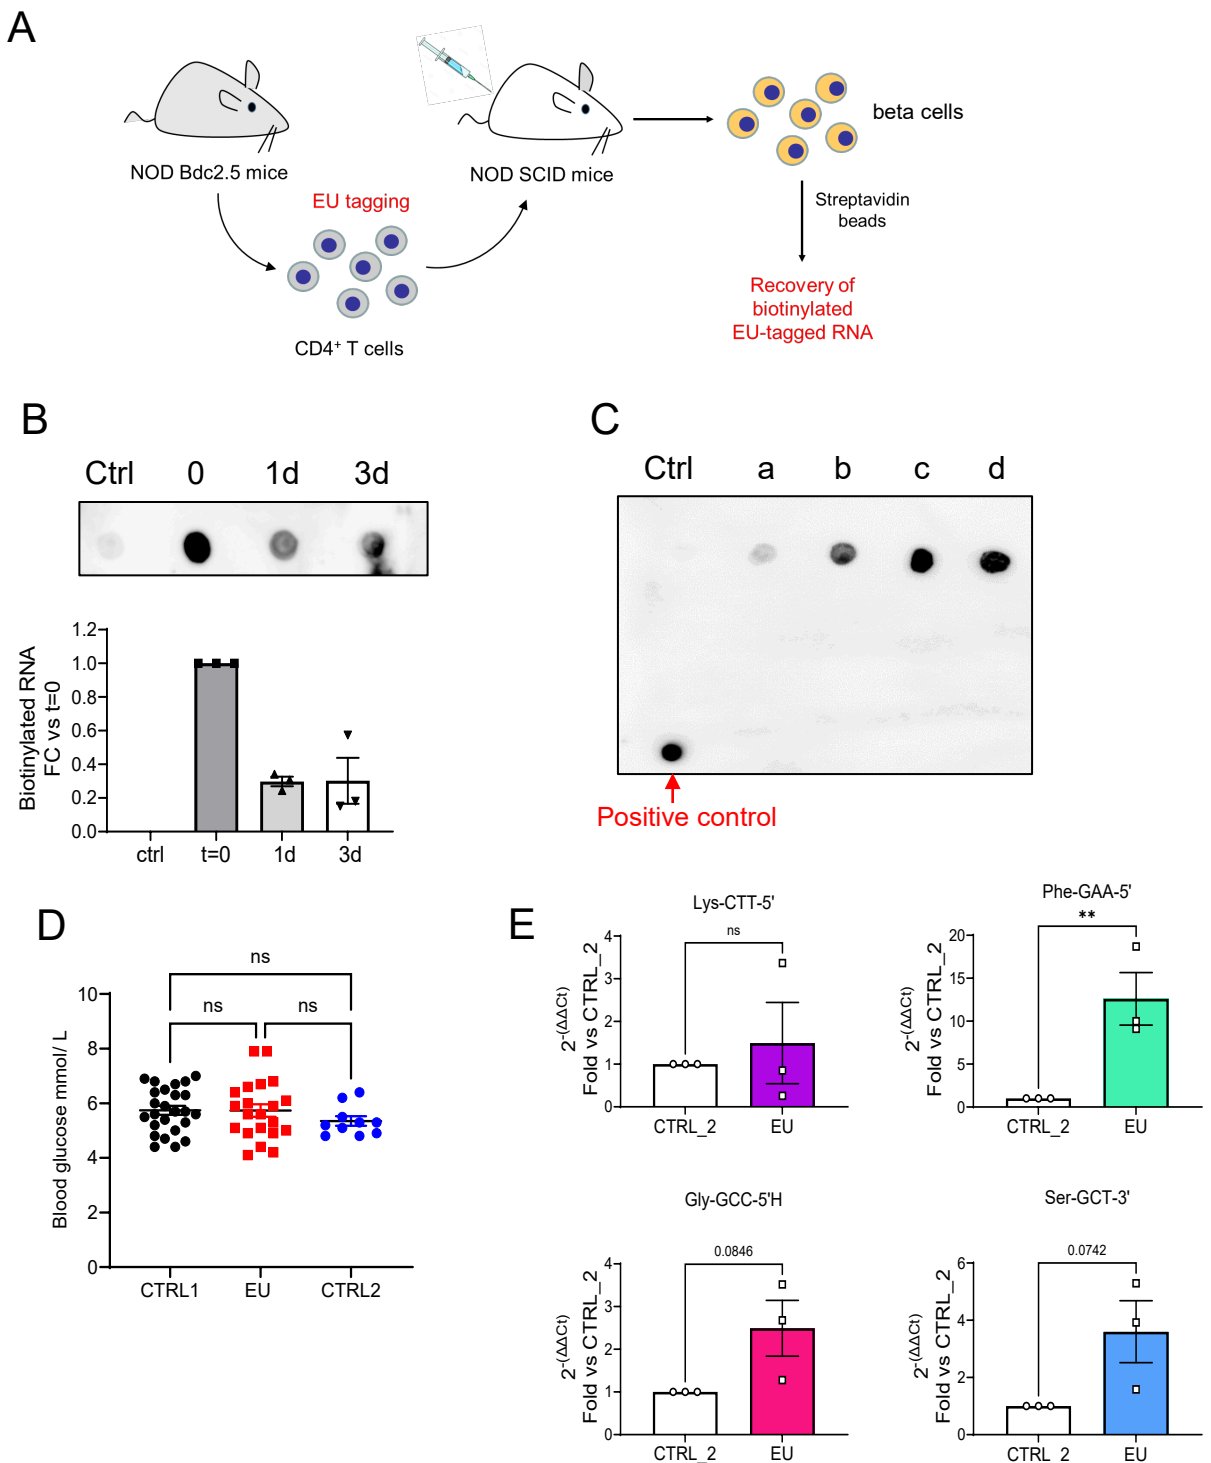 A
NOD Bdc2.5 mice
EU tagging
CD4⁺ T cells
NOD SCID mice
beta cells
Streptavidin
beads
Recovery of
biotinylated
EU-tagged RNA
B
Ctrl 0 1d 3d
Biotinylated RNA
FC vs t=0
1.2
1.0
0.8
0.6
0.4
0.2
0.0
ctrl t=0 1d 3d
C
Ctrl a b c d
Positive control
D
ns
ns ns
Blood glucose mmol/ L
10
8
6
4
2
0
CTRL1 EU CTRL2
E
Lys-CTT-5'
ns
2^-(ΔΔCt)
Fold vs CTRL_2
4
3
2
1
0
CTRL_2 EU
Phe-GAA-5'
**
2^-(ΔΔCt)
Fold vs CTRL_2
20
15
10
5
0
CTRL_2 EU
Gly-GCC-5'H
0.0846
2^-(ΔΔCt)
Fold vs CTRL_2
4
3
2
1
0
CTRL_2 EU
Ser-GCT-3'
0.0742
2^-(ΔΔCt)
Fold vs CTRL_2
6
4
2
0
CTRL_2 EU